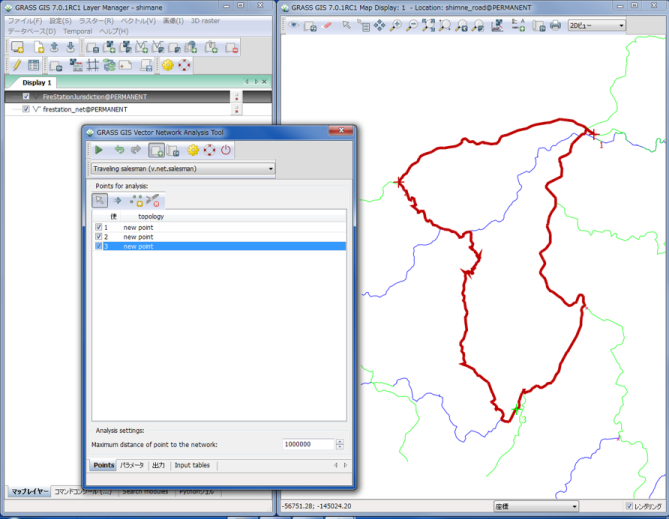 GRASS GIS 7.0.1RC1 Layer Manager - shimane
ファイル(F) 設定(S) ラスター(R) ベクトル(V) 画像(I) 3D raster
データベース(D) Temporal ヘルプ(H)
Display 1
FireStationJurisdiction@PERMANENT
firestation_net@PERMANENT
マップレイヤー コマンドコンソール(...) Search modules Pythonシェル
GRASS GIS Vector Network Analysis Tool
Traveling salesman (v.net.salesman)
Points for analysis:
便 topology
1 new point
2 new point
3 new point
Analysis settings:
Maximum distance of point to the network: 1000000
Points パラメータ 出力 Input tables
GRASS GIS 7.0.1RC1 Map Display: 1 - Location: shimne_road@PERMANENT
2Dビュー
1
3
-56751.28; -145024.20
座標
レンダリング